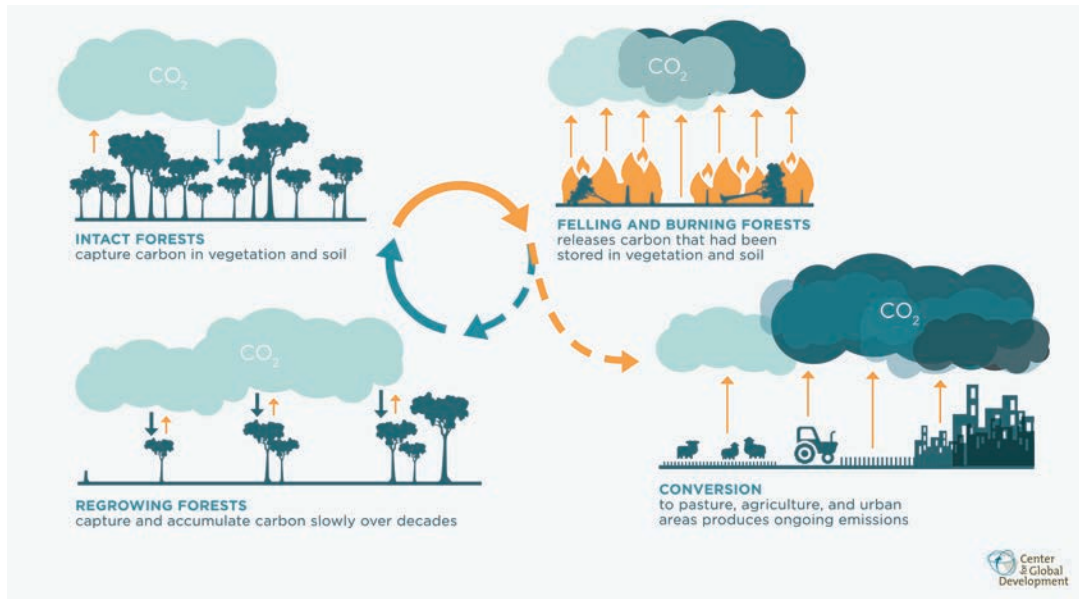 CO₂
INTACT FORESTS
capture carbon in vegetation and soil
CO₂
FELLING AND BURNING FORESTS
releases carbon that had been
stored in vegetation and soil
CO₂
REGROWING FORESTS
capture and accumulate carbon slowly over decades
CO₂
CONVERSION
to pasture, agriculture, and urban
areas produces ongoing emissions
Center
for Global
Development